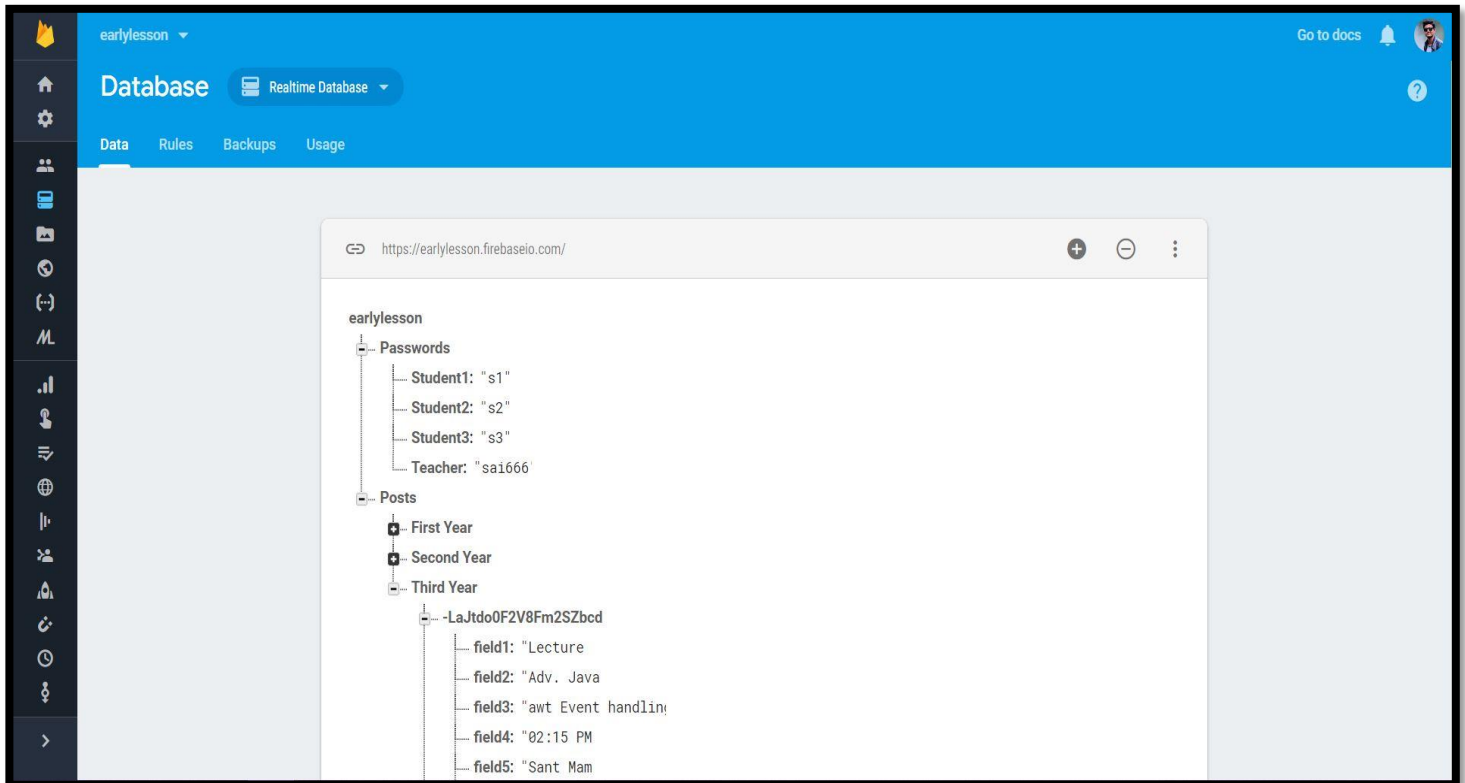 earlylesson
Go to docs
Database
Realtime Database
Data Rules Backups Usage
https://earlylesson.firebaseio.com/
earlylesson
Passwords
Student1: "s1"
Student2: "s2"
Student3: "s3"
Teacher: "sai666'
Posts
First Year
Second Year
Third Year
-LaJtdo0F2V8Fm2SZbcd
field1: "Lecture
field2: "Adv. Java
field3: "awt Event handling
field4: "02:15 PM
field5: "Sant Mam